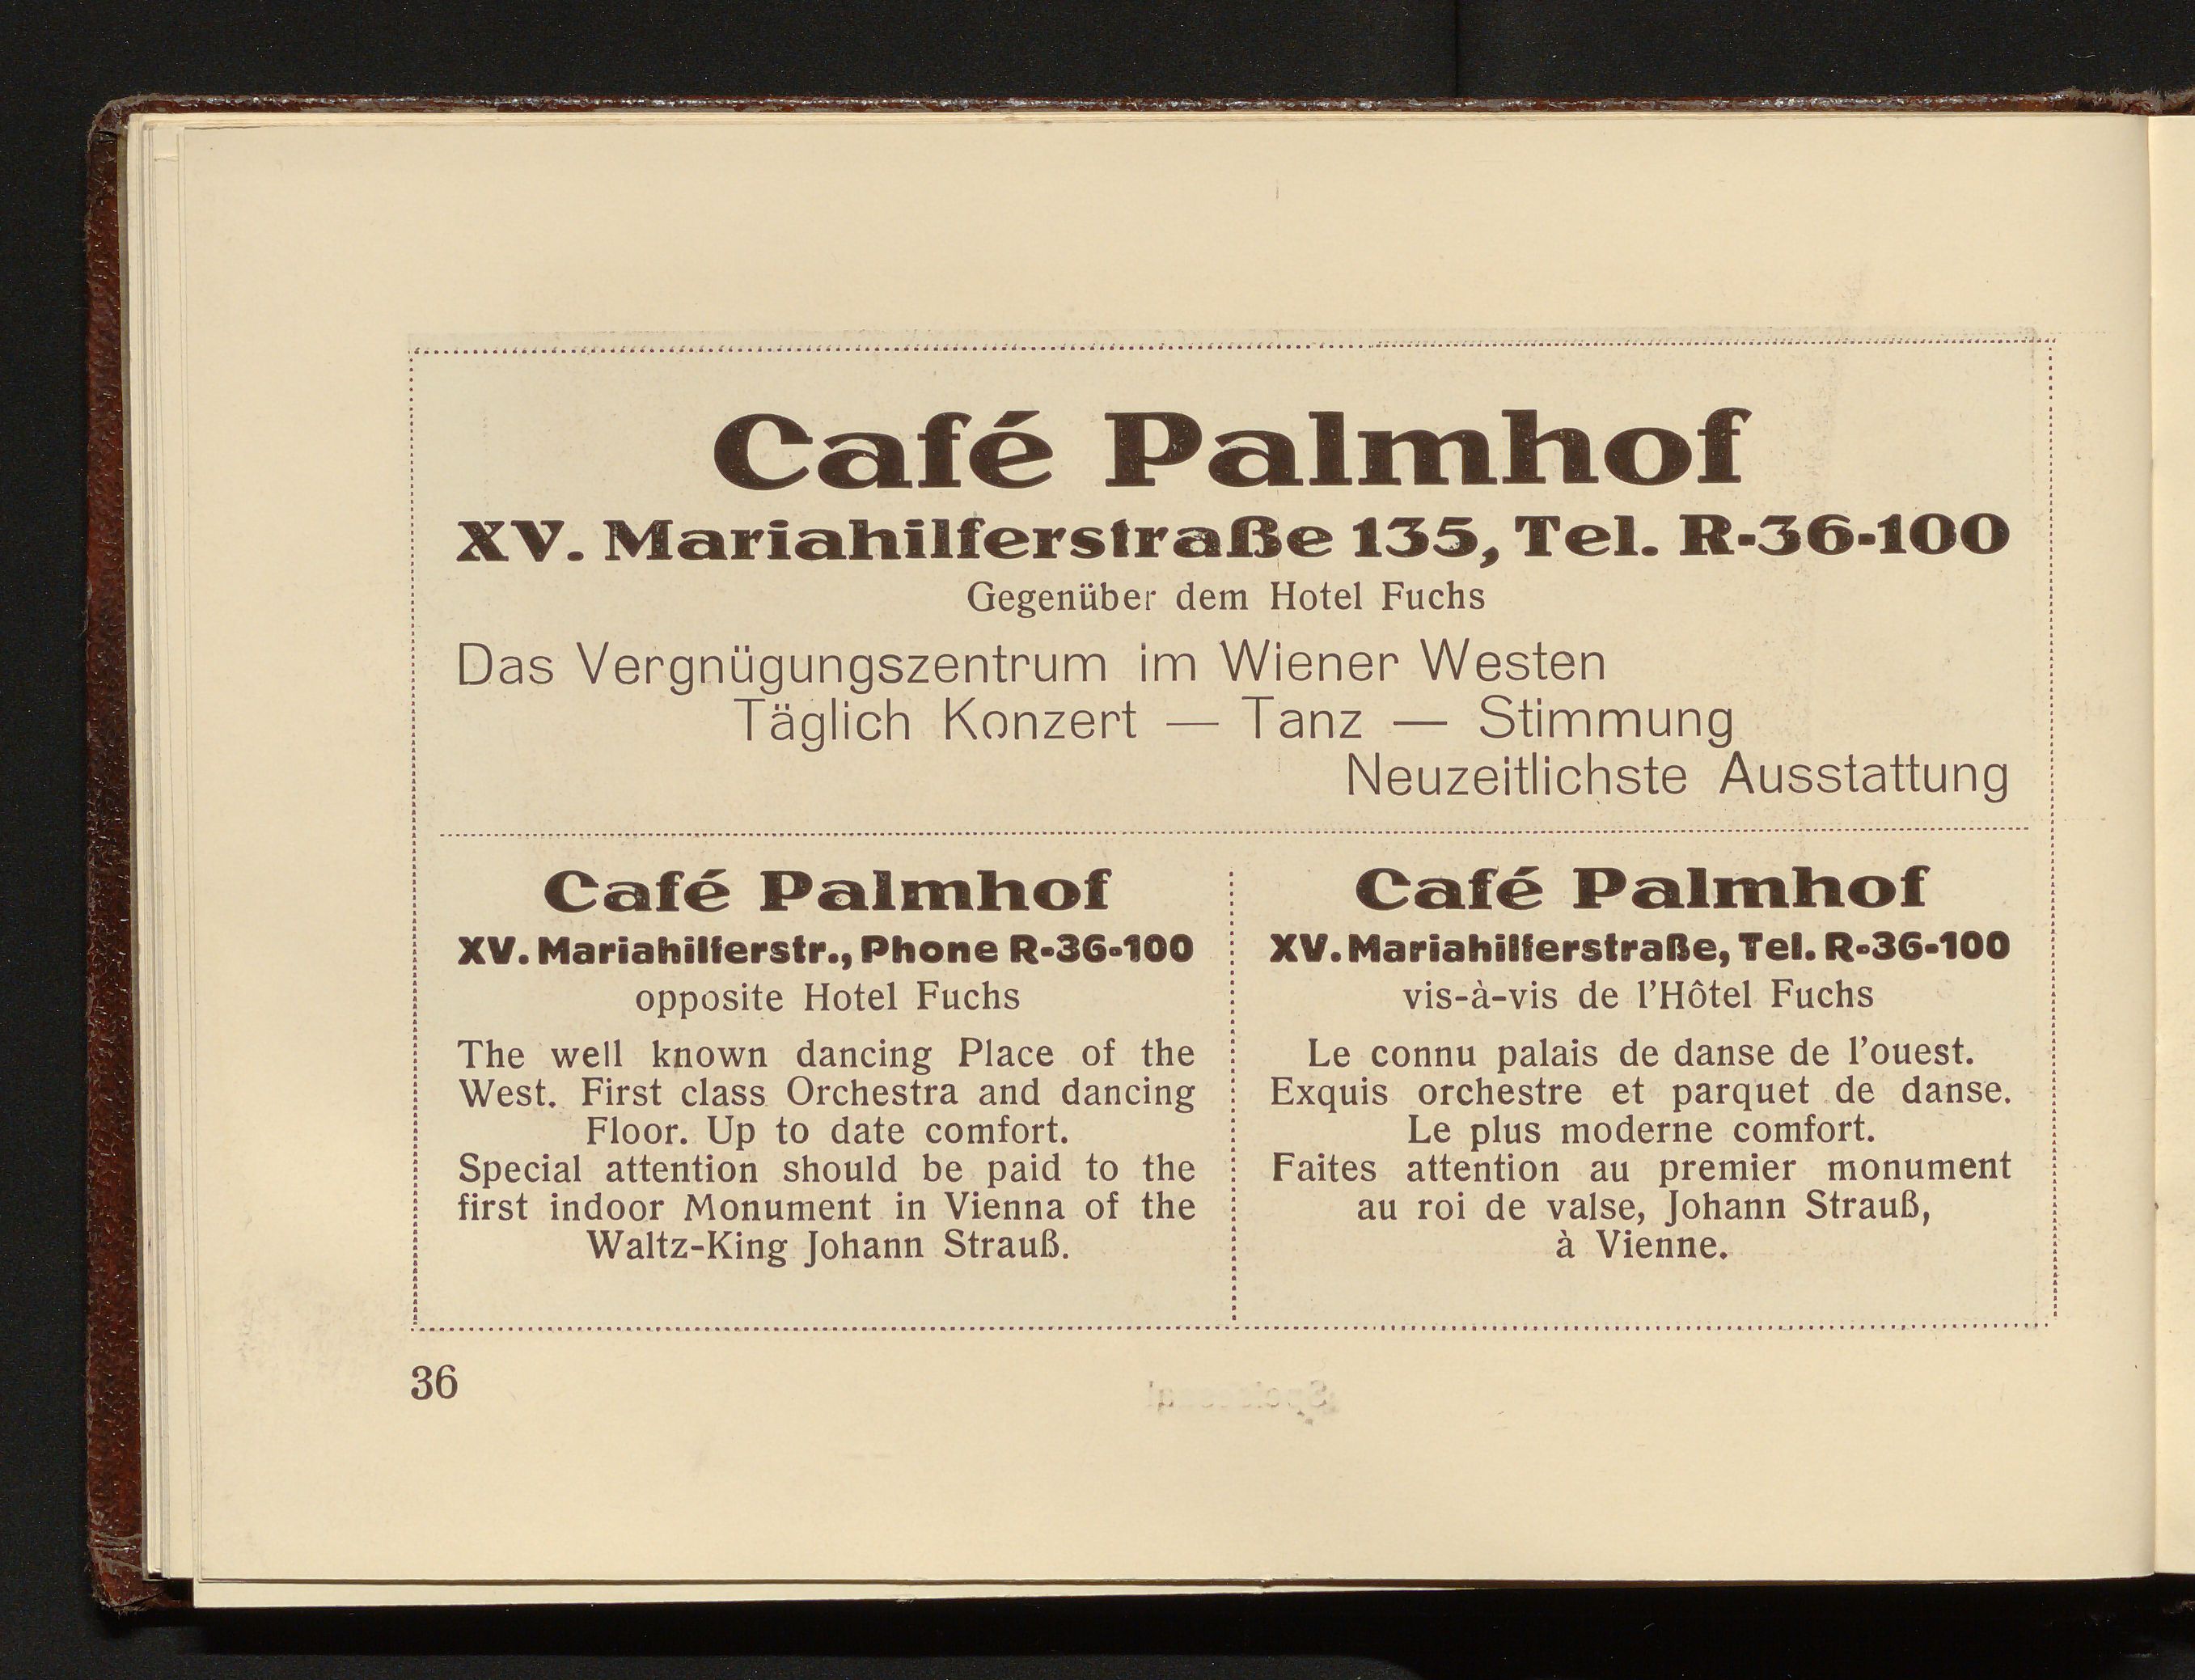 Café Palmhof
XV. Mariahilferstraße 135, Tel. R-36-100
Gegenüber dem Hotel Fuchs
Das Vergnügungszentrum im Wiener Westen
Täglich Konzert — Tanz — Stimmung
Neuzeitlichste Ausstattung
Café Palmhof
XV. Mariahilferstr., Phone R-36-100
opposite Hotel Fuchs
The well known dancing Place of the
West. First class Orchestra and dancing
Floor. Up to date comfort.
Special attention should be paid to the
first indoor Monument in Vienna of the
Waltz-King Johann Strauß.
Café Palmhof
XV. Mariahilferstraße, Tel. R-36-100
vis-à-vis de l'Hôtel Fuchs
Le connu palais de danse de l'ouest.
Exquis orchestre et parquet de danse.
Le plus moderne comfort.
Faites attention au premier monument
au roi de valse, Johann Strauß,
à Vienne.
36